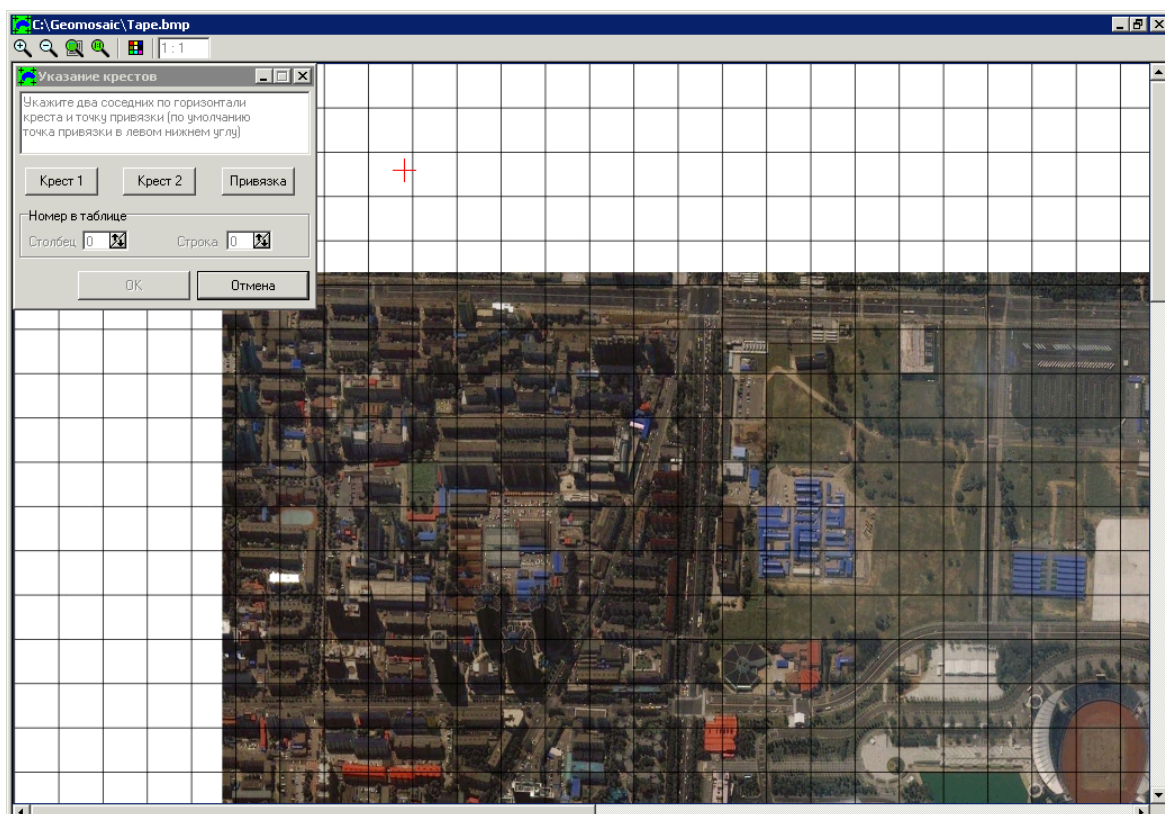 C:\Geomosaic\Tape.bmp
1 : 1
Указание крестов
Укажите два соседних по горизонтали
креста и точку привязки (по умолчанию
точка привязки в левом нижнем углу)
Крест 1
Крест 2
Привязка
Номер в таблице
Столбец 0
Строка 0
OK
Отмена